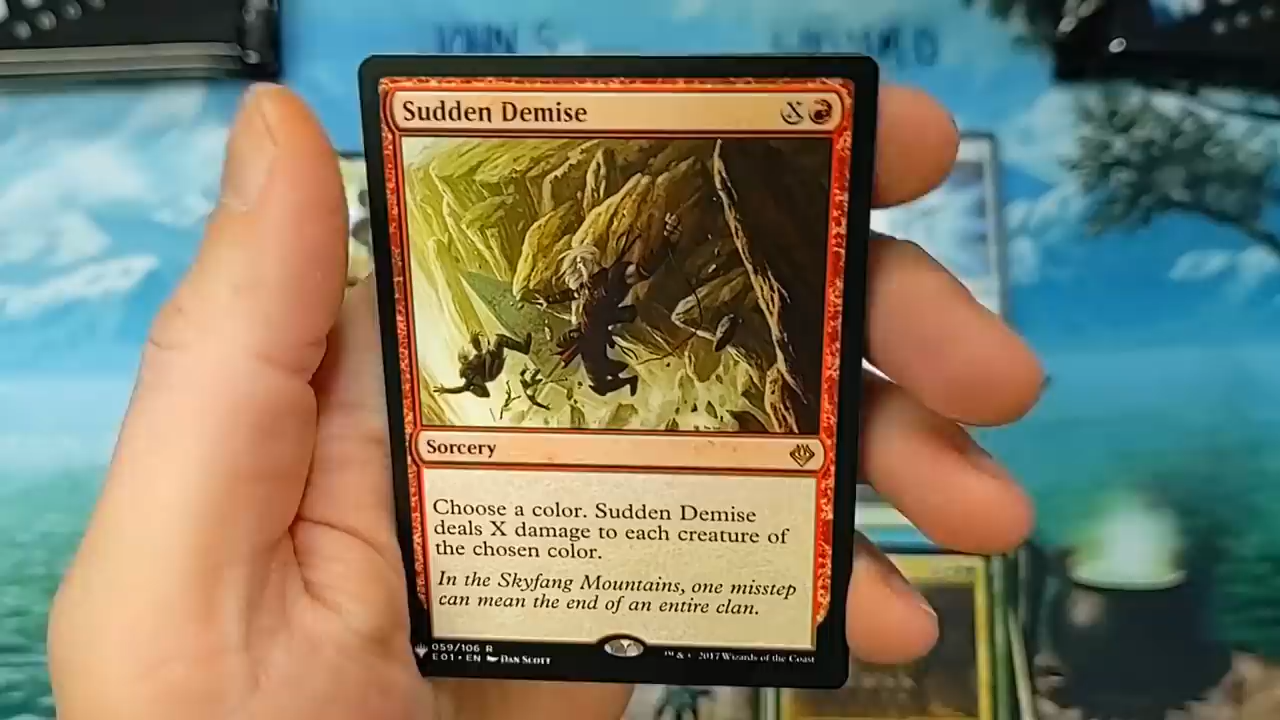 Sudden Demise X
Sorcery
Choose a color. Sudden Demise
deals X damage to each creature of
the chosen color.
In the Skyfang Mountains, one misstep
can mean the end of an entire clan.
059/106 R
E01 • EN DAN SCOTT
™ & © 2017 Wizards of the Coast